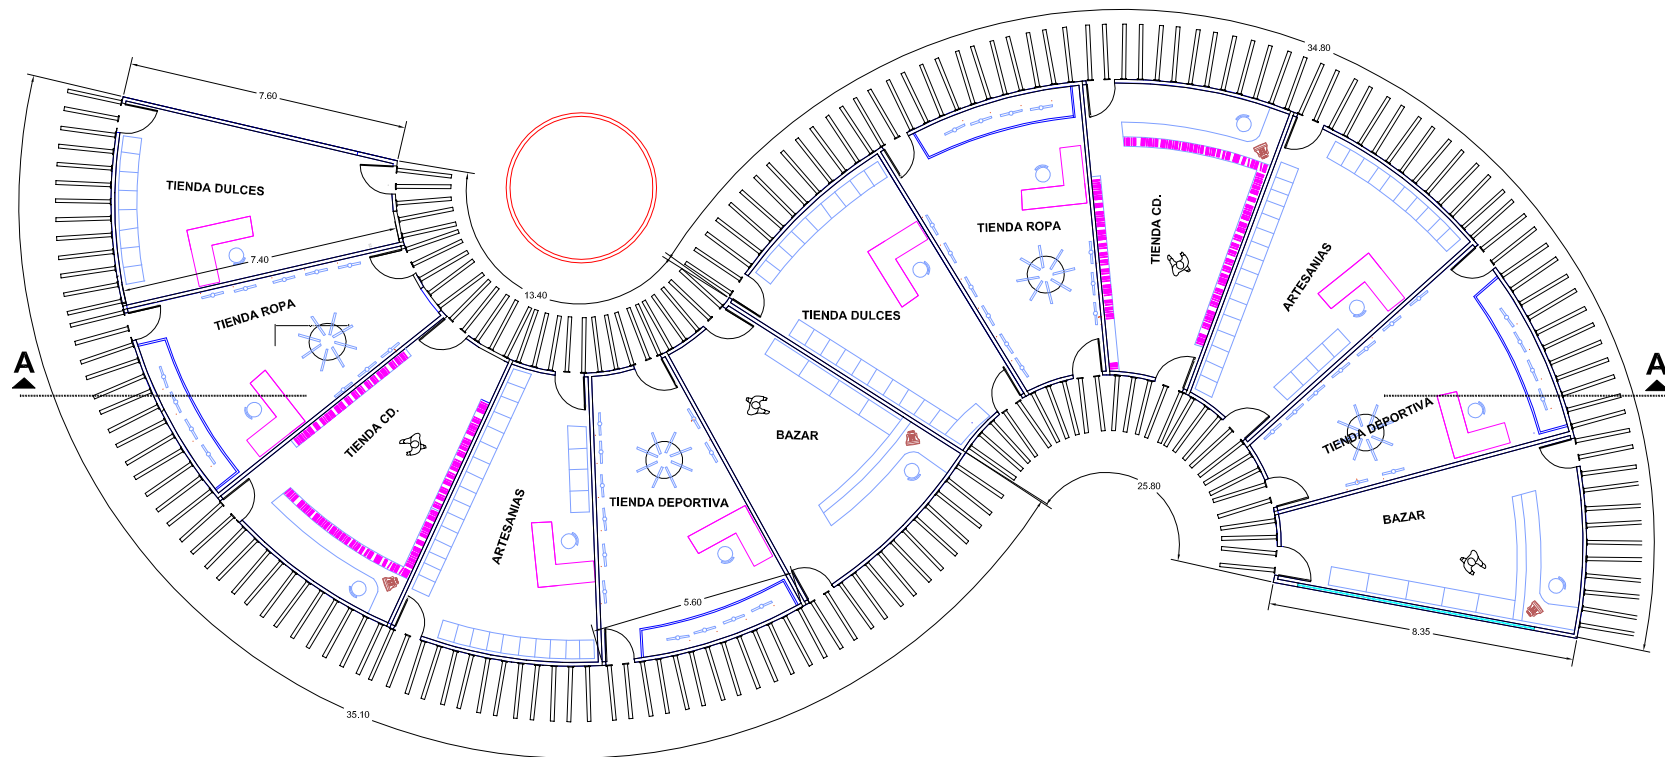 34.80
7.60
TIENDA DULCES
7.40
13.40
TIENDA ROPA
A
TIENDA CD.
ARTESANIAS
TIENDA DEPORTIVA
5.60
35.10
BAZAR
TIENDA DULCES
TIENDA ROPA
TIENDA CD.
ARTESANIAS
TIENDA DEPORTIVA
A
25.80
BAZAR
8.35